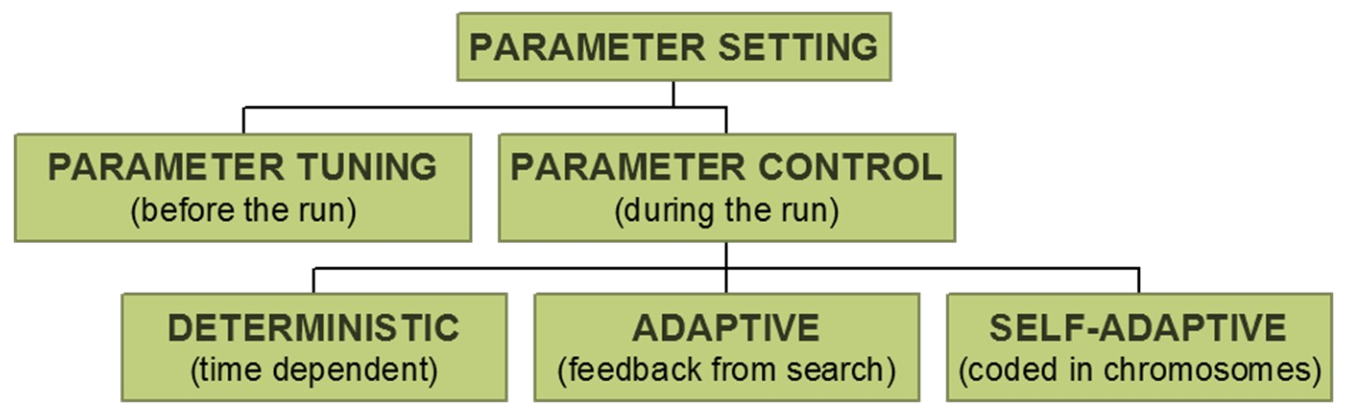 PARAMETER SETTING
PARAMETER TUNING
(before the run)
PARAMETER CONTROL
(during the run)
DETERMINISTIC
(time dependent)
ADAPTIVE
(feedback from search)
SELF-ADAPTIVE
(coded in chromosomes)